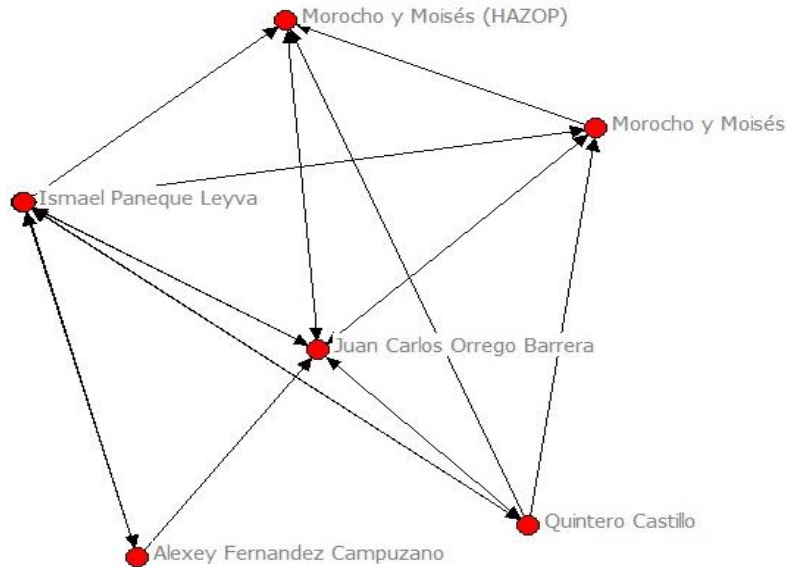 Morocho y Moisés (HAZOP)
Morocho y Moisés
Ismael Paneque Leyva
Juan Carlos Orrego Barrera
Quintero Castillo
Alexey Fernandez Campuzano